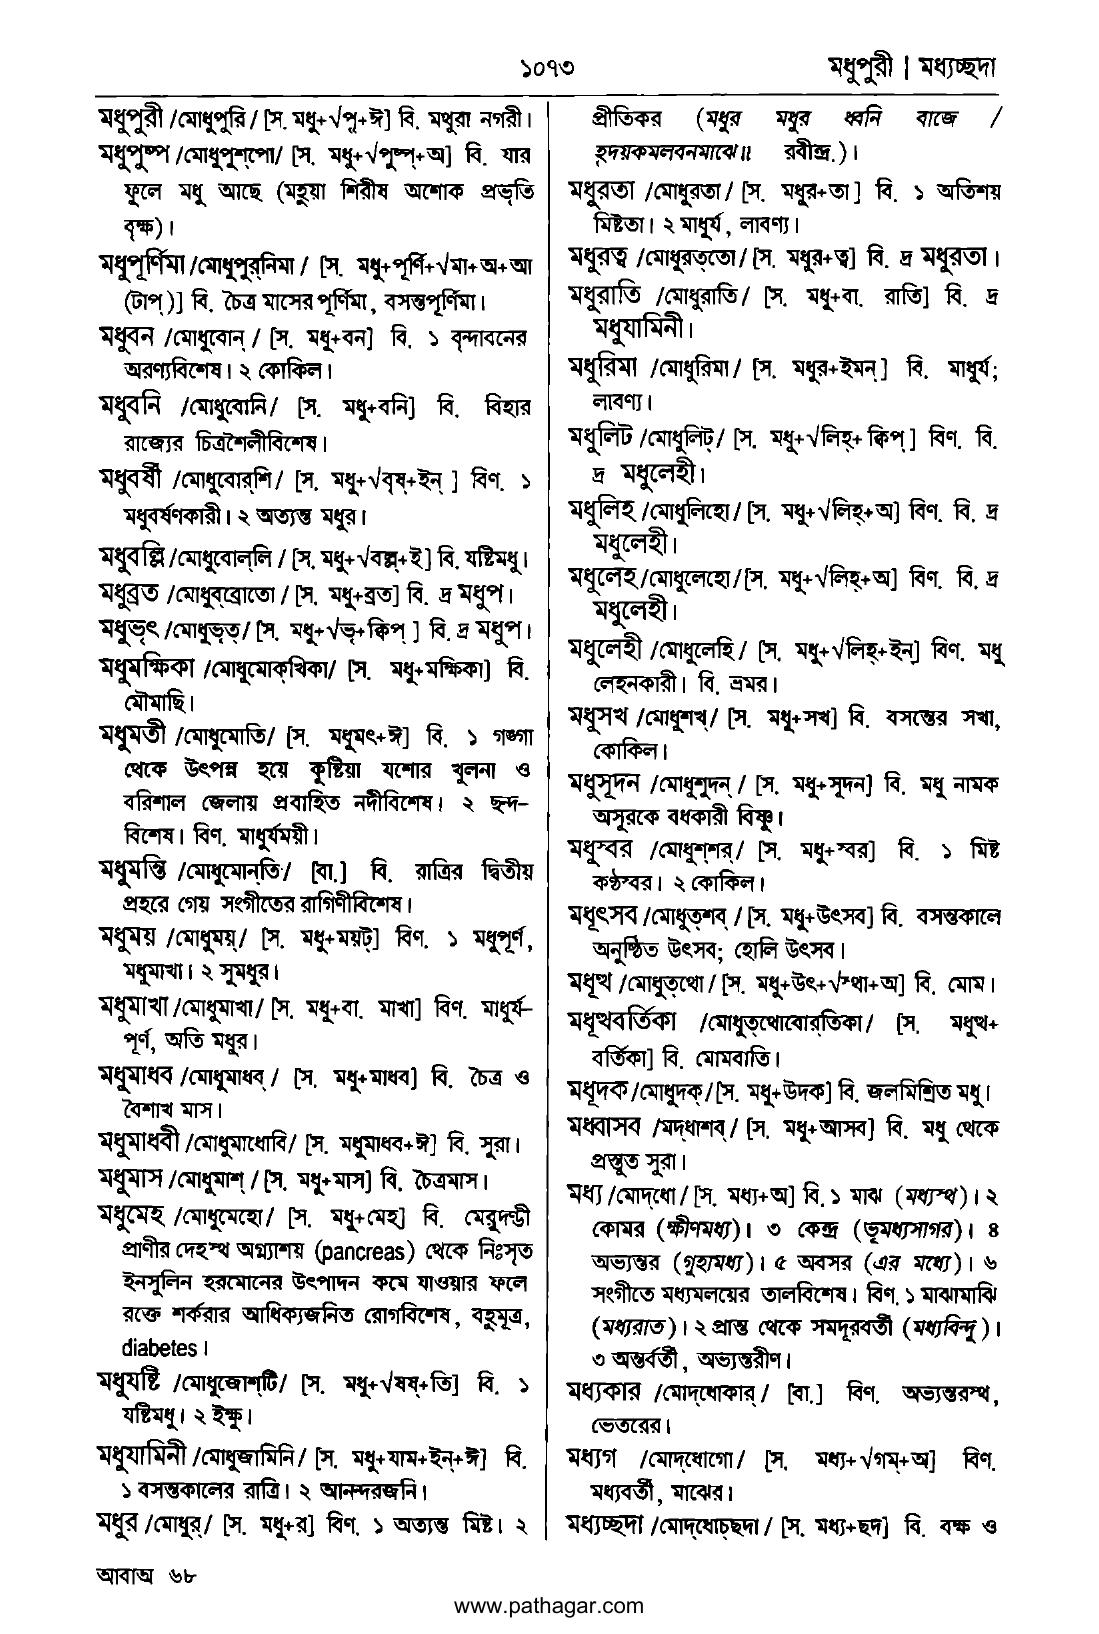 ১০৭৩
মধুপুরী | মধ্যচ্ছদা
মধুপুরী /মোধুপুরি/ [স. মধু+√পৃ+ঈ] বি. মথুরা নগরী।
মধুপুষ্প /মোধুপুশ্‌পো/ [স. মধু+√পুষ্প্+অ] বি. যার
ফুলে মধু আছে (মহুয়া শিরীষ অশোক প্রভৃতি
বৃক্ষ)।
মধুপূর্ণিমা /মোধুপুর্‌নিমা / [স. মধু+পূর্ণি+√মা+অ+আ
(টাপ্)] বি. চৈত্র মাসের পূর্ণিমা, বসন্তপূর্ণিমা।
মধুবন /মোধুবোন্ / [স. মধু+বন] বি. ১ বৃন্দাবনের
অরণ্যবিশেষ। ২ কোকিল।
মধুবনি /মোধুবোনি/ [স. মধু+বনি] বি. বিহার
রাজ্যের চিত্রশৈলীবিশেষ।
মধুবর্ষী /মোধুবোর্‌শি/ [স. মধু+√বৃষ্+ইন্ ] বিণ. ১
মধুবর্ষণকারী। ২ অত্যন্ত মধুর।
মধুবল্লি /মোধুবোল্‌লি / [স. মধু+√বল্ল্+ই] বি. যষ্টিমধু।
মধুব্রত /মোধুব্‌ব্রোতো / [স. মধু+ব্রত] বি. দ্র মধুপ।
মধুভৃৎ /মোধুভৃত্/ [স. মধু+√ভৃ+ক্বিপ্ ] বি. দ্র মধুপ।
মধুমক্ষিকা /মোধুমোক্‌খিকা/ [স. মধু+মক্ষিকা] বি.
মৌমাছি।
মধুমতী /মোধুমোতি/ [স. মধুমৎ+ঈ] বি. ১ গঙ্গা
থেকে উৎপন্ন হয়ে কুষ্টিয়া যশোর খুলনা ও
বরিশাল জেলায় প্রবাহিত নদীবিশেষ। ২ ছন্দ-
বিশেষ। বিণ. মাধুর্যময়ী।
মধুমন্তি /মোধুমোন্‌তি/ [বা.] বি. রাত্রির দ্বিতীয়
প্রহরে গেয় সংগীতের রাগিণীবিশেষ।
মধুময় /মোধুময়্/ [স. মধু+ময়ট্] বিণ. ১ মধুপূর্ণ,
মধুমাখা। ২ সুমধুর।
মধুমাখা /মোধুমাখা/ [স. মধু+বা. মাখা] বিণ. মাধুর্য-
পূর্ণ, অতি মধুর।
মধুমাধব /মোধুমাধব্ / [স. মধু+মাধব] বি. চৈত্র ও
বৈশাখ মাস।
মধুমাধবী /মোধুমাধোবি/ [স. মধুমাধব+ঈ] বি. সুরা।
মধুমাস /মোধুমাশ্ / [স. মধু+মাস] বি. চৈত্রমাস।
মধুমেহ /মোধুমেহো/ [স. মধু+মেহ] বি. মেরুদণ্ডী
প্রাণীর দেহস্থ অগ্ন্যাশয় (pancreas) থেকে নিঃসৃত
ইনসুলিন হরমোনের উৎপাদন কমে যাওয়ার ফলে
রক্তে শর্করার আধিক্যজনিত রোগবিশেষ, বহুমূত্র,
diabetes।
মধুযষ্টি /মোধুজোশ্‌টি/ [স. মধু+√যষ্+তি] বি. ১
যষ্টিমধু। ২ ইক্ষু।
মধুযামিনী /মোধুজামিনি/ [স. মধু+যাম+ইন্+ঈ] বি.
১ বসন্তকালের রাত্রি। ২ আনন্দরজনি।
মধুর /মোধুর্/ [স. মধু+র] বিণ. ১ অত্যন্ত মিষ্ট। ২
প্রীতিকর (মধুর মধুর ধ্বনি বাজে /
হৃদয়কমলবনমাঝে॥ রবীন্দ্র.)।
মধুরতা /মোধুরতা/ [স. মধুর+তা] বি. ১ অতিশয়
মিষ্টতা। ২ মাধুর্য, লাবণ্য।
মধুরত্ব /মোধুরত্‌তো/ [স. মধুর+ত্ব] বি. দ্র মধুরতা।
মধুরাতি /মোধুরাতি/ [স. মধু+বা. রাতি] বি. দ্র
মধুযামিনী।
মধুরিমা /মোধুরিমা/ [স. মধুর+ইমন্] বি. মাধুর্য;
লাবণ্য।
মধুলিট /মোধুলিট্/ [স. মধু+√লিহ্+ক্বিপ্] বিণ. বি.
দ্র মধুলেহী।
মধুলিহ /মোধুলিহো/ [স. মধু+√লিহ্+অ] বিণ. বি. দ্র
মধুলেহী।
মধুলেহ /মোধুলেহো/ [স. মধু+√লিহ্+অ] বিণ. বি. দ্র
মধুলেহী।
মধুলেহী /মোধুলেহি/ [স. মধু+√লিহ্+ইন্] বিণ. মধু
লেহনকারী। বি. ভ্রমর।
মধুসখ /মোধুশখ্/ [স. মধু+সখ] বি. বসন্তের সখা,
কোকিল।
মধুসূদন /মোধুশুদন্ / [স. মধু+সূদন] বি. মধু নামক
অসুরকে বধকারী বিষ্ণু।
মধুস্বর /মোধুশ্‌শর্/ [স. মধু+স্বর] বি. ১ মিষ্ট
কণ্ঠস্বর। ২ কোকিল।
মধূৎসব /মোধুত্‌শব্ / [স. মধু+উৎসব] বি. বসন্তকালে
অনুষ্ঠিত উৎসব; হোলি উৎসব।
মধূত্থ /মোধুত্‌থো / [স. মধু+উৎ+√স্থা+অ] বি. মোম।
মধূত্থবর্তিকা /মোধুত্‌থোবোর্‌তিকা/ [স. মধূত্থ+
বর্তিকা] বি. মোমবাতি।
মধূদক /মোধুদক্/ [স. মধু+উদক] বি. জলমিশ্রিত মধু।
মধ্বাসব /মদ্‌ধাশব্/ [স. মধু+আসব] বি. মধু থেকে
প্রস্তুত সুরা।
মধ্য /মোদ্‌ধো / [স. মধ্য+অ] বি. ১ মাঝ (মধ্যস্থ)। ২
কোমর (ক্ষীণমধ্য)। ৩ কেন্দ্র (ভূমধ্যসাগর)। ৪
অভ্যন্তর (গুহামধ্য)। ৫ অবসর (এর মধ্যে)। ৬
সংগীতে মধ্যমলয়ের তালবিশেষ। বিণ. ১ মাঝামাঝি
(মধ্যরাত)। ২ প্রান্ত থেকে সমদূরবর্তী (মধ্যবিন্দু)।
৩ অন্তর্বর্তী, অভ্যন্তরীণ।
মধ্যকার /মোদ্‌ধোকার্/ [বা.] বিণ. অভ্যন্তরস্থ,
ভেতরের।
মধ্যগ /মোদ্‌ধোগো/ [স. মধ্য+√গম্+অ] বিণ.
মধ্যবর্তী, মাঝের।
মধ্যচ্ছদা /মোদ্‌ধোচ্‌ছদা/ [স. মধ্য+ছদ] বি. বক্ষ ও
আবাঅ ৬৮
www.pathagar.com